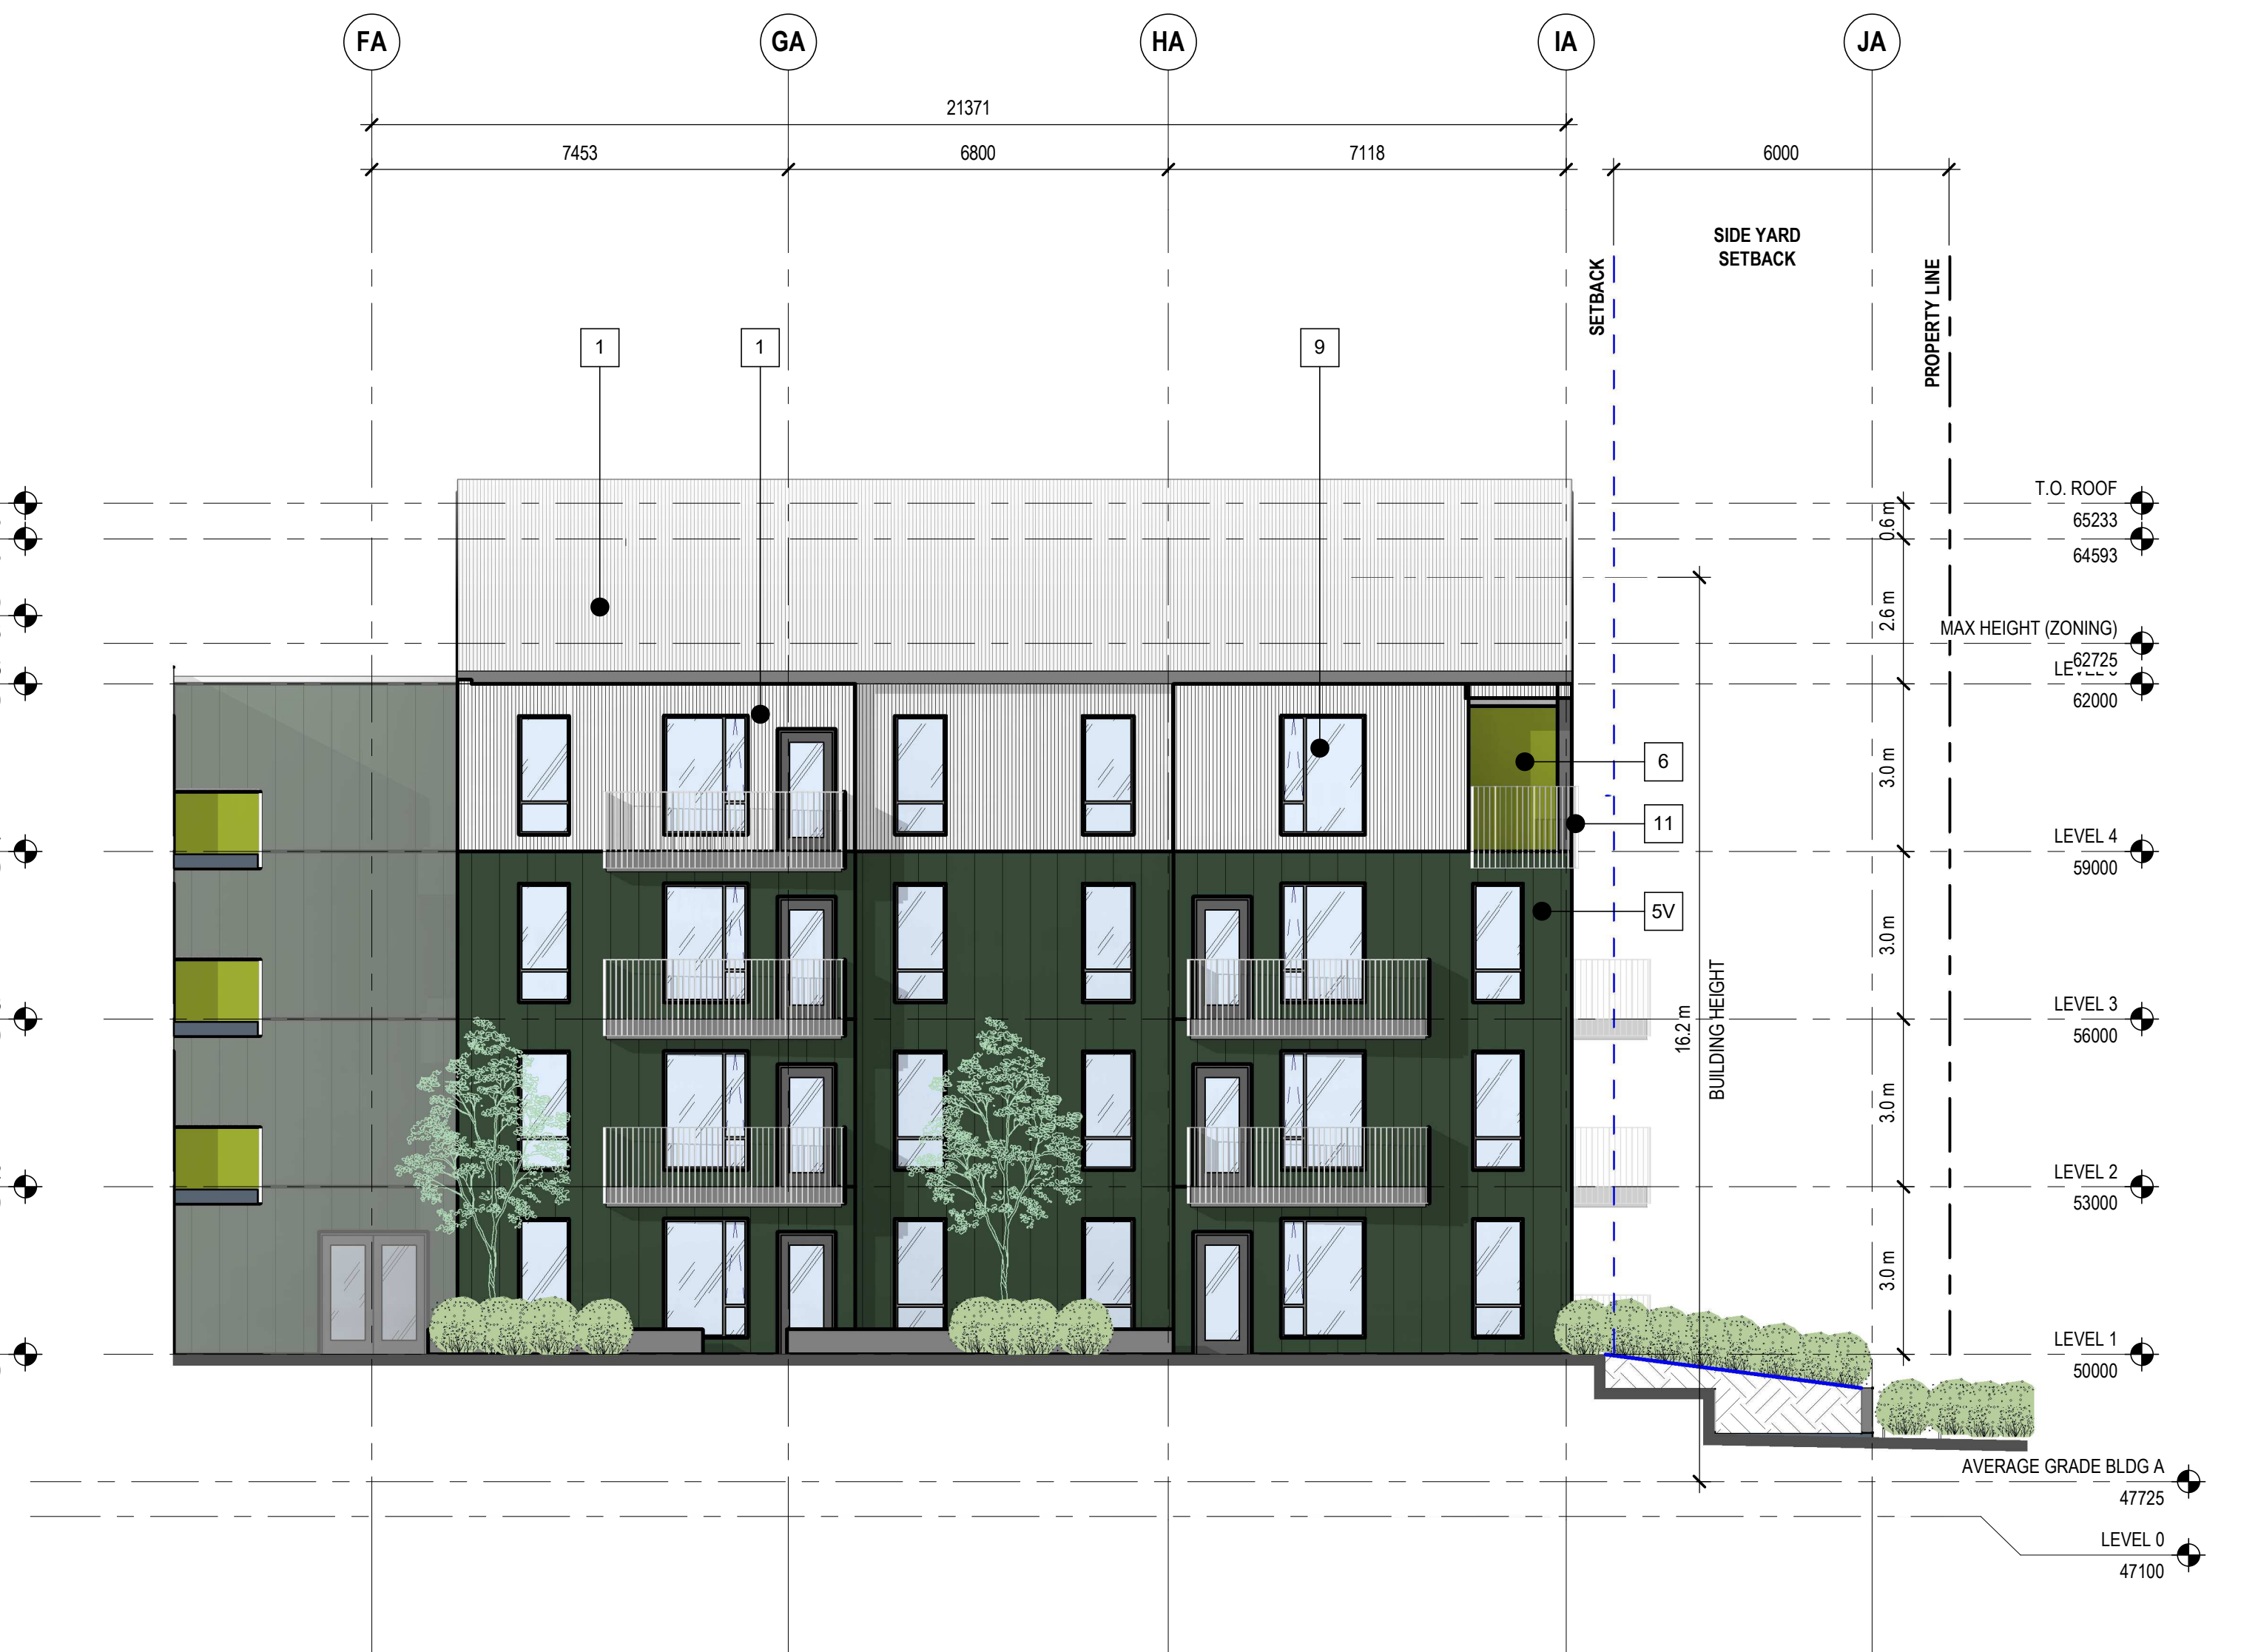 FA
GA
HA
IA
JA
21371
7453
6800
7118
6000
SIDE YARD
SETBACK
SETBACK
PROPERTY LINE
1
1
9
T.O. ROOF
65233
0.6 m
64593
2.6 m
MAX HEIGHT (ZONING)
62725
62000
3.0 m
6
11
LEVEL 4
59000
5V
3.0 m
LEVEL 3
56000
16.2 m
BUILDING HEIGHT
3.0 m
LEVEL 2
53000
3.0 m
LEVEL 1
50000
AVERAGE GRADE BLDG A
47725
LEVEL 0
47100